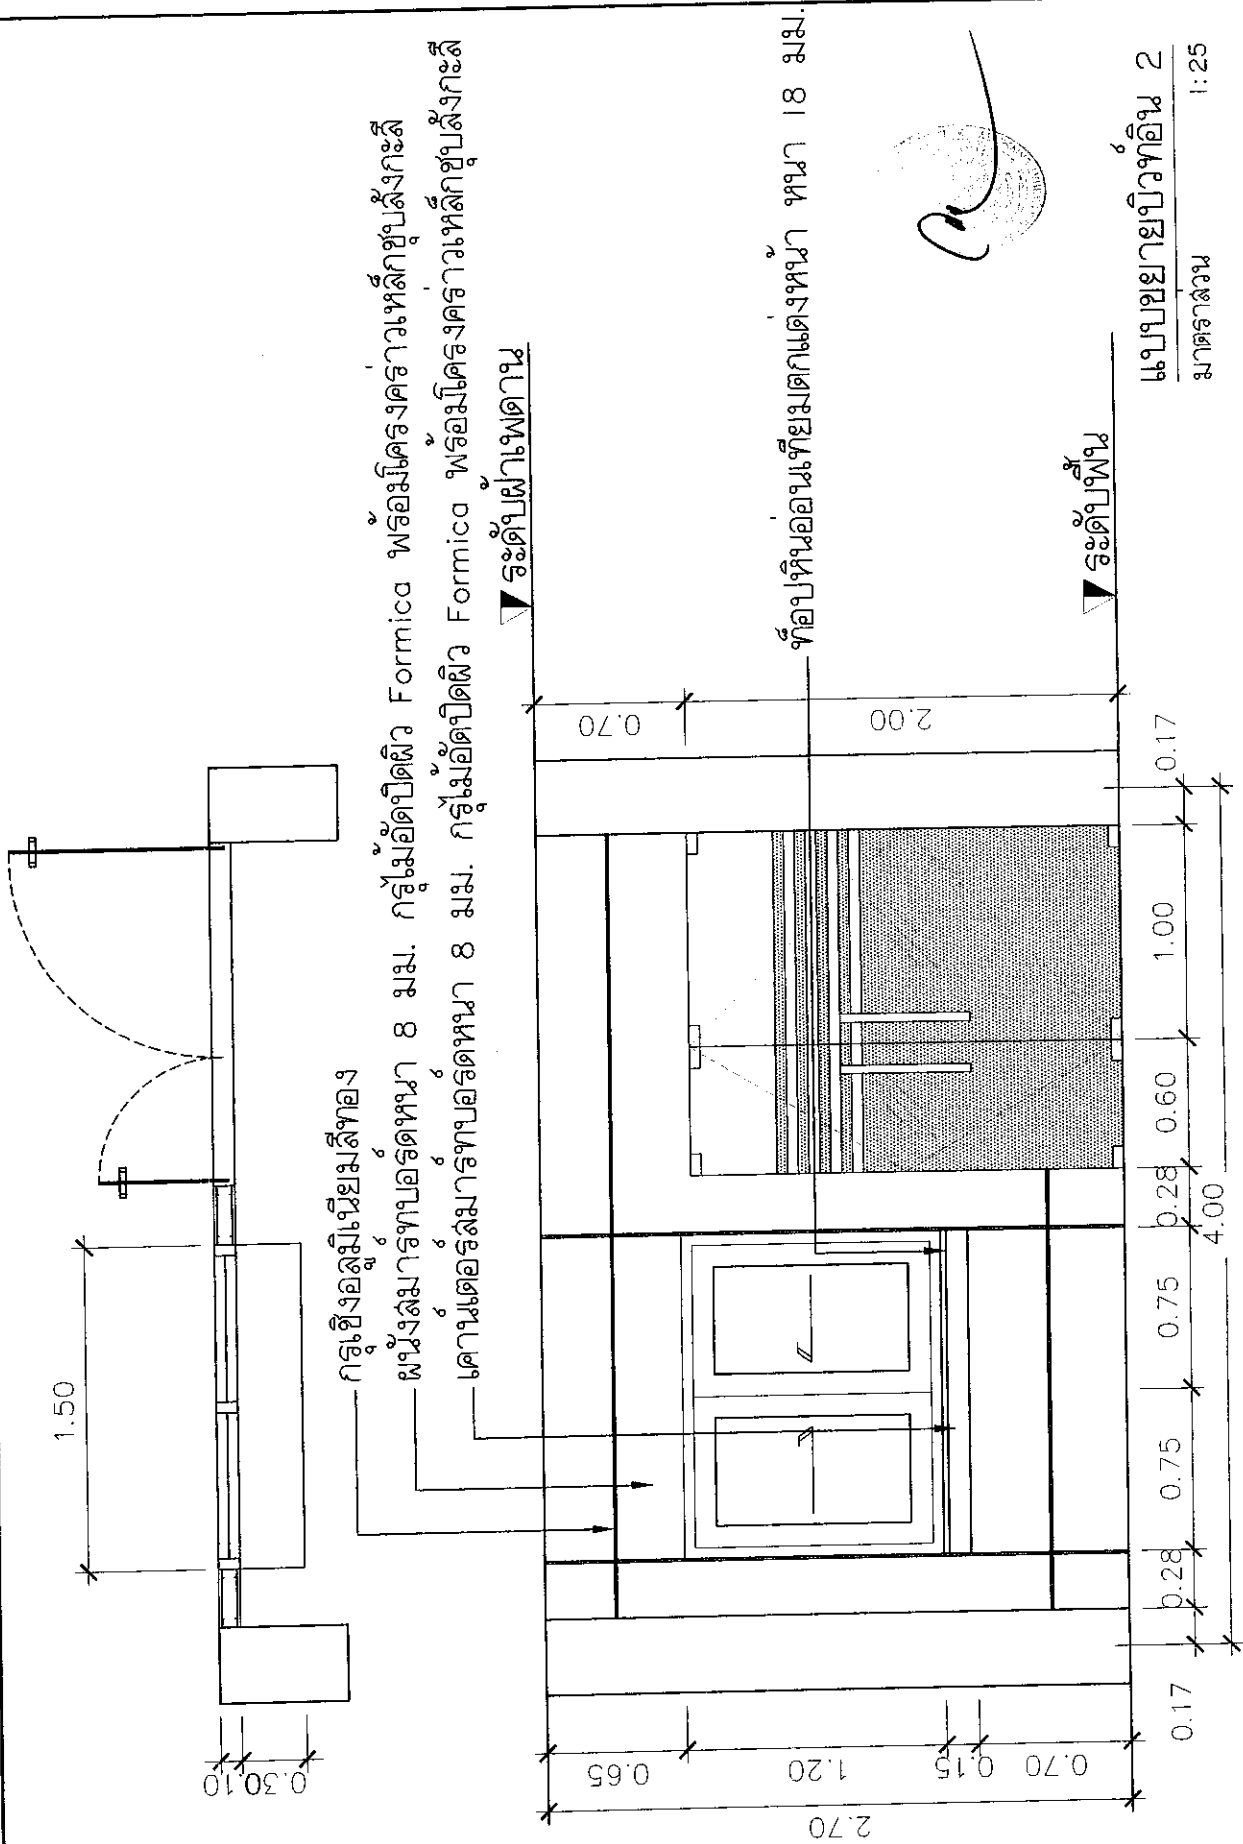 1.50
0.10
0.30
กรุเชิงอลูมิเนียมสีทอง
ผนังสมาร์ทบอร์ดหนา 8 มม. กรุไม้อัดปิดผิว Formica พร้อมโครงคร่าวเหล็กชุบสังกะสี
เคาน์เตอร์สมาร์ทบอร์ดหนา 8 มม. กรุไม้อัดปิดผิว Formica พร้อมโครงคร่าวเหล็กชุบสังกะสี
ระดับฝ้าเพดาน
0.65
1.20
0.15
0.70
2.70
0.70
2.00
ท็อปหินอ่อนเทียมตกแต่งหน้า หนา 18 มม.
ระดับพื้น
0.17
0.28
0.75
0.75
0.28
0.60
1.00
0.17
4.00
แบบขยายบิวท์อิน 2
มาตราส่วน 1:25